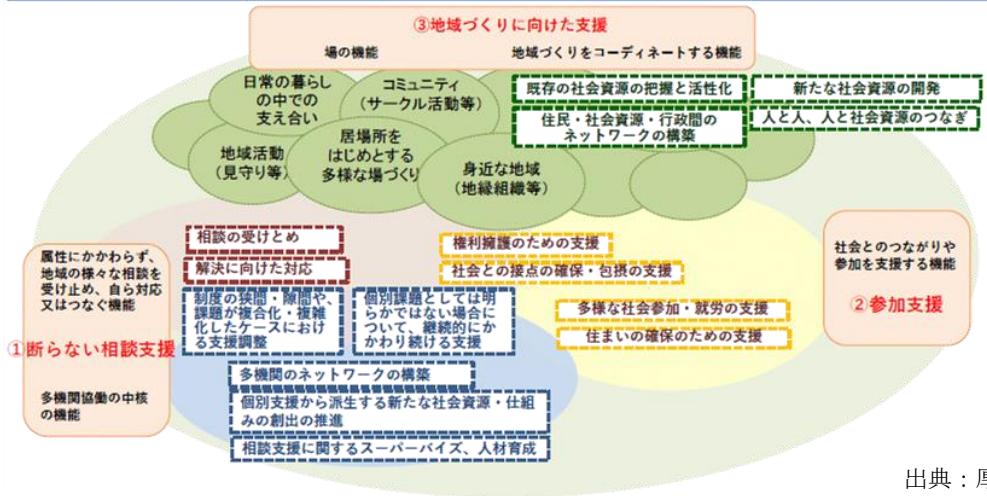 ③地域づくりに向けた支援
場の機能
地域づくりをコーディネートする機能
日常の暮らし
の中での
支え合い
コミュニティ
（サークル活動等）
既存の社会資源の把握と活性化
新たな社会資源の開発
住民・社会資源・行政間の
ネットワークの構築
人と人、人と社会資源のつなぎ
地域活動
（見守り等）
居場所を
はじめとする
多様な場づくり
身近な地域
（地縁組織等）
属性にかかわらず、
地域の様々な相談を
受け止め、自ら対応
又はつなぐ機能
①断らない相談支援
多機関協働の中核
の機能
相談の受けとめ
解決に向けた対応
制度の狭間・隙間や、
課題が複合化・複雑
化したケースにおけ
る支援調整
個別課題としては明
らかではない場合に
ついて、継続的にか
かわり続ける支援
多機関のネットワークの構築
個別支援から派生する新たな社会資源・仕組
みの創出の推進
相談支援に関するスーパーバイズ、人材育成
権利擁護のための支援
社会との接点の確保・包摂の支援
多様な社会参加・就労の支援
住まいの確保のための支援
社会とのつながりや
参加を支援する機能
②参加支援
出典：厚